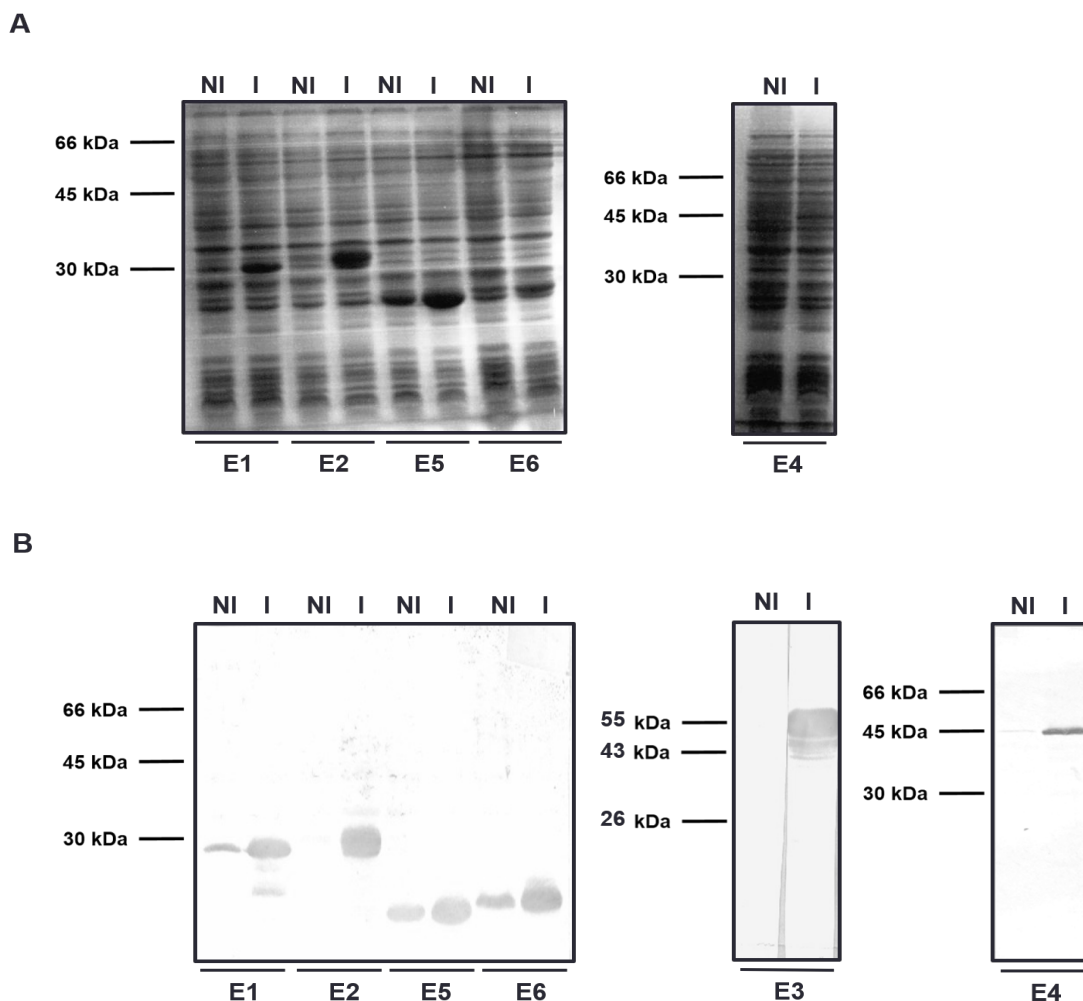 A
NI I NI I NI I NI I
66 kDa
45 kDa
30 kDa
E1 E2 E5 E6
NI I
66 kDa
45 kDa
30 kDa
E4
B
NI I NI I NI I NI I
66 kDa
45 kDa
30 kDa
E1 E2 E5 E6
NI I
55 kDa
43 kDa
26 kDa
E3
NI I
66 kDa
45 kDa
30 kDa
E4